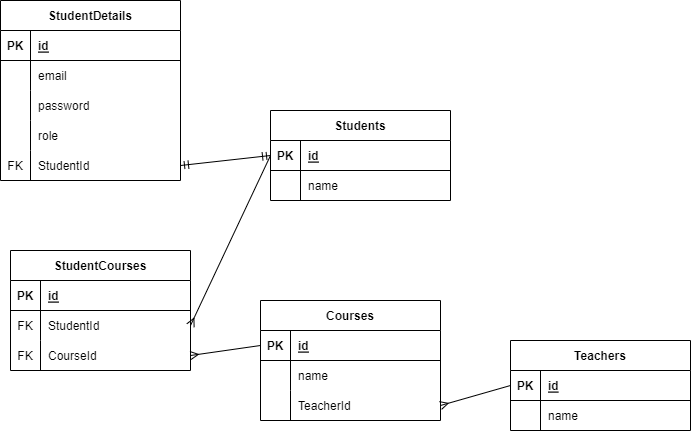 StudentDetails
PK id
email
password
role
FK StudentId
Students
PK id
name
StudentCourses
PK id
FK StudentId
FK CourseId
Courses
PK id
name
TeacherId
Teachers
PK id
name